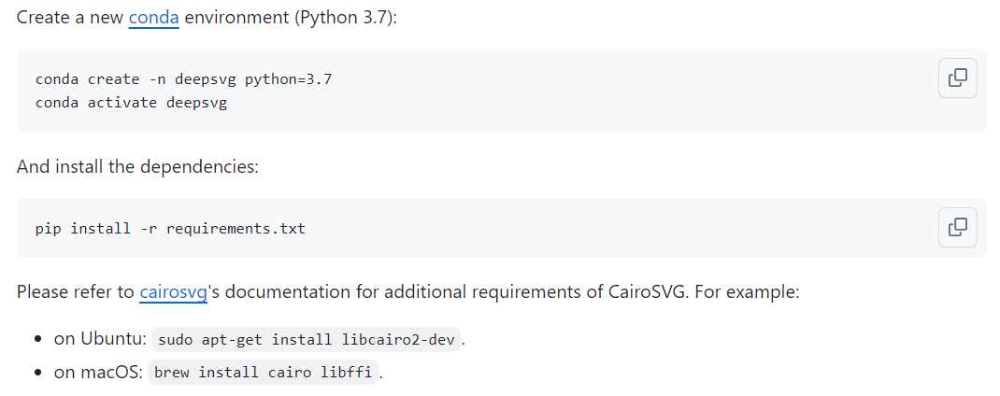 Create a new conda environment (Python 3.7):
conda create -n deepsvg python=3.7
conda activate deepsvg
And install the dependencies:
pip install -r requirements.txt
Please refer to cairosvg's documentation for additional requirements of CairoSVG. For example:
on Ubuntu: sudo apt-get install libcairo2-dev.
on macOS: brew install cairo libffi.